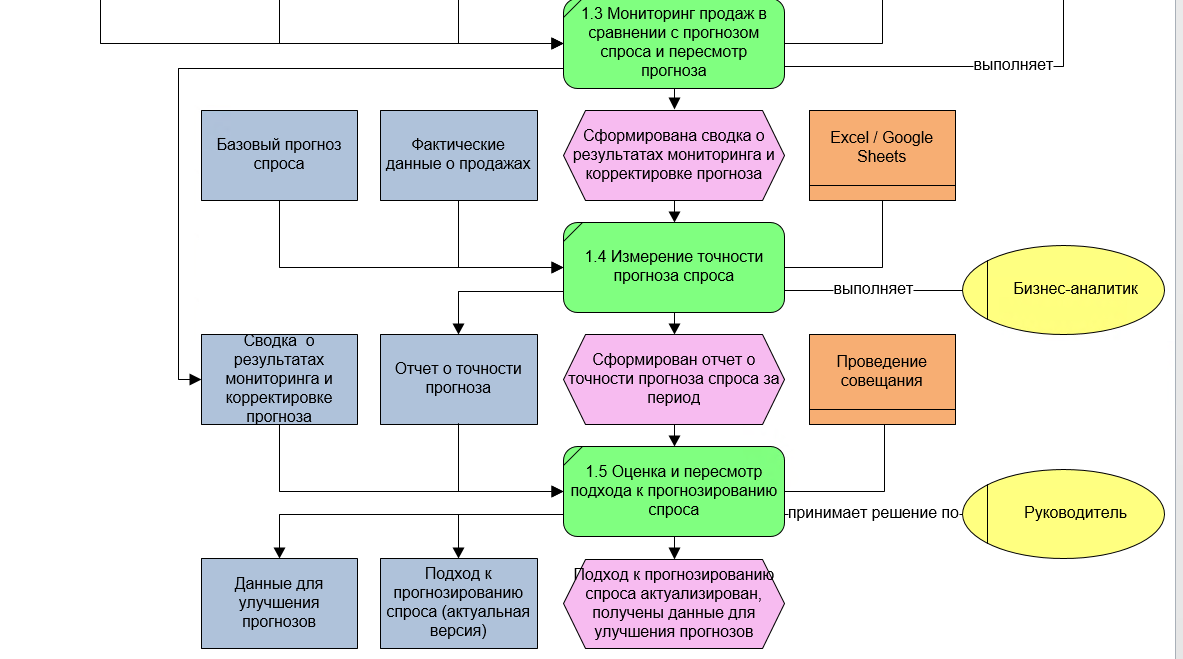 1.3 Мониторинг продаж в
сравнении с прогнозом
спроса и пересмотр
прогноза
выполняет
Базовый прогноз
спроса
Фактические
данные о продажах
Сформирована сводка о
результатах мониторинга и
корректировке прогноза
Excel / Google
Sheets
1.4 Измерение точности
прогноза спроса
выполняет
Бизнес-аналитик
Сводка о
результатах
мониторинга и
корректировке
прогноза
Отчет о точности
прогноза
Сформирован отчет о
точности прогноза спроса за
период
Проведение
совещания
1.5 Оценка и пересмотр
подхода к прогнозированию
спроса
принимает решение по
Руководитель
Данные для
улучшения
прогнозов
Подход к
прогнозированию
спроса (актуальная
версия)
Подход к прогнозированию
спроса актуализирован,
получены данные для
улучшения прогнозов